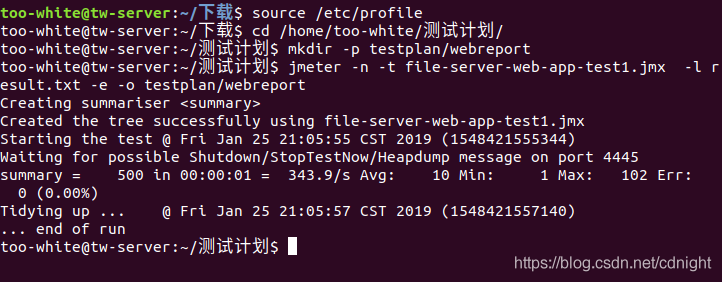 too-white@tw-server:~/下载$ source /etc/profile
too-white@tw-server:~/下载$ cd /home/too-white/测试计划/
too-white@tw-server:~/测试计划$ mkdir -p testplan/webreport
too-white@tw-server:~/测试计划$ jmeter -n -t file-server-web-app-test1.jmx  -l r
esult.txt -e -o testplan/webreport
Creating summariser <summary>
Created the tree successfully using file-server-web-app-test1.jmx
Starting the test @ Fri Jan 25 21:05:55 CST 2019 (1548421555344)
Waiting for possible Shutdown/StopTestNow/Heapdump message on port 4445
summary =    500 in 00:00:01 =  343.9/s Avg:    10 Min:     1 Max:   102 Err:
  0 (0.00%)
Tidying up ...    @ Fri Jan 25 21:05:57 CST 2019 (1548421557140)
... end of run
too-white@tw-server:~/测试计划$
https://blog.csdn.net/cdnight